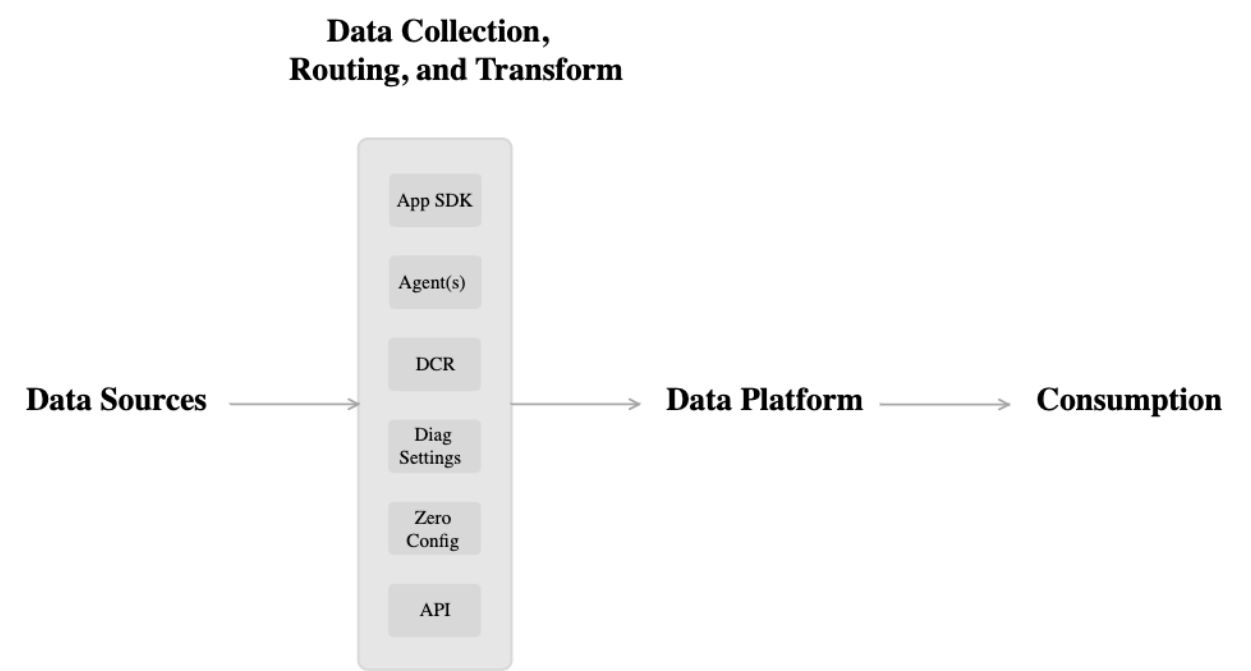 Data Collection,
Routing, and Transform
App SDK
Agent(s)
DCR
Data Sources
Data Platform
Consumption
Diag
Settings
Zero
Config
API